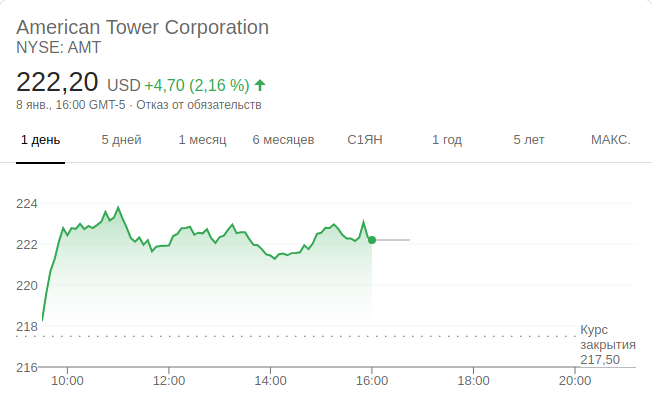 American Tower Corporation
NYSE: AMT
222,20 USD +4,70 (2,16 %)
8 янв., 16:00 GMT-5 · Отказ от обязательств
1 день 5 дней 1 месяц 6 месяцев С1ЯН 1 год 5 лет МАКС.
224
222
220
218
216
Курс
закрытия
217,50
10:00 12:00 14:00 16:00 18:00 20:00